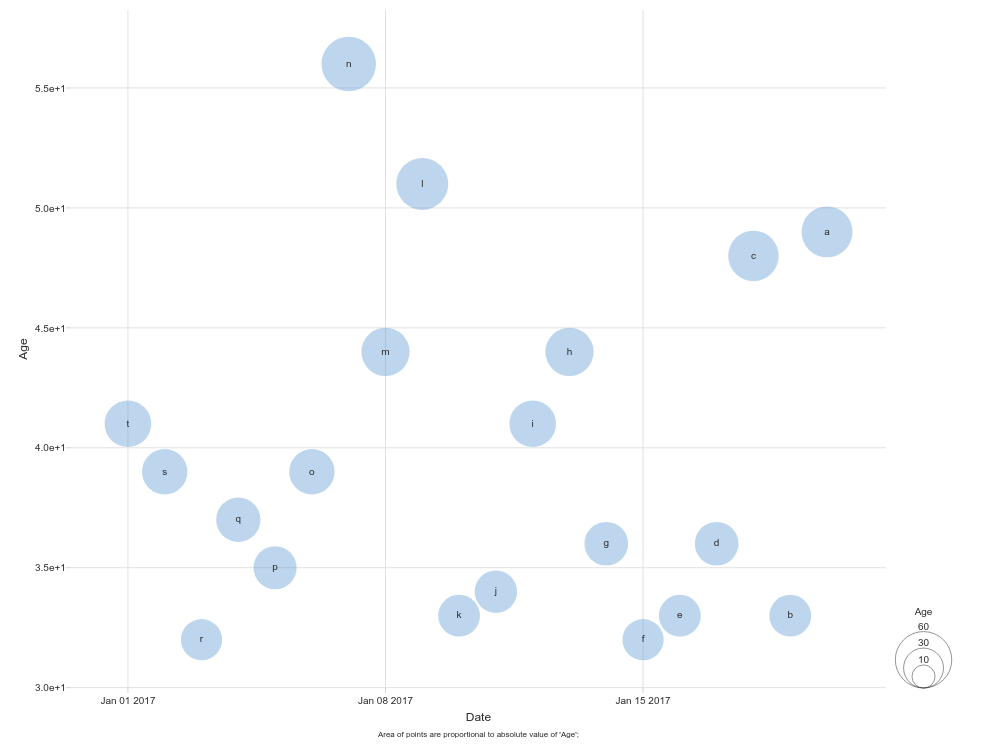 n
5.5e+1
l
5.0e+1
a
c
4.5e+1
m
h
Age
t
i
4.0e+1
s
o
q
g
d
p
3.5e+1
j
k
e
b
r
f
Age
60
30
10
3.0e+1
Jan 01 2017
Jan 08 2017
Jan 15 2017
Date
Area of points are proportional to absolute value of 'Age';